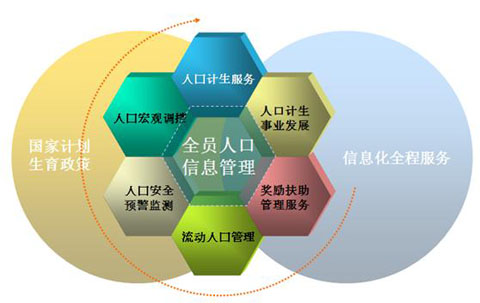 人口计生服务
人口宏观调控
人口计生
事业发展
国家计划
生育政策
全员人口
信息管理
信息化全程服务
人口安全
预警监测
奖励扶助
管理服务
流动人口管理